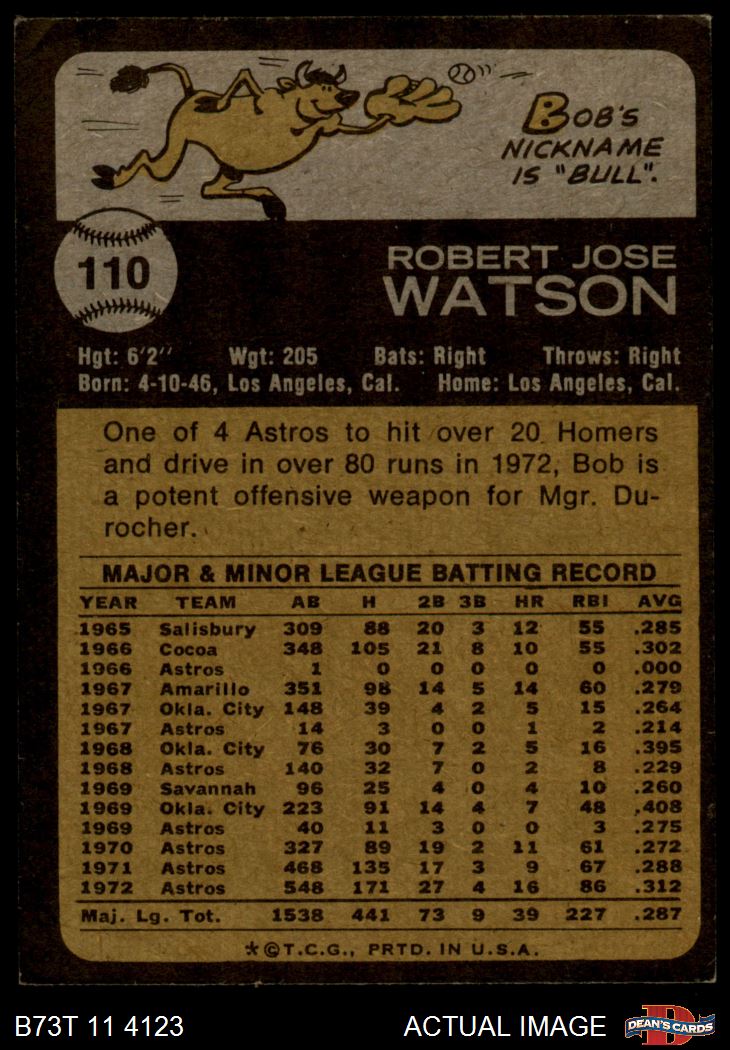 BOB'S
NICKNAME
IS "BULL".
110
ROBERT JOSE
WATSON
Hgt: 6'2" Wgt: 205 Bats: Right Throws: Right
Born: 4-10-46, Los Angeles, Cal. Home: Los Angeles, Cal.
One of 4 Astros to hit over 20 Homers
and drive in over 80 runs in 1972, Bob is
a potent offensive weapon for Mgr. Du-
rocher.
MAJOR & MINOR LEAGUE BATTING RECORD
YEAR TEAM AB H 2B 3B HR RBI AVG
1965 Salisbury 309 88 20 3 12 55 .285
1966 Cocoa 348 105 21 8 10 55 .302
1966 Astros 1 0 0 0 0 0 .000
1967 Amarillo 351 98 14 5 14 60 .279
1967 Okla. City 148 39 4 2 5 15 .264
1967 Astros 14 3 0 0 1 2 .214
1968 Okla. City 76 30 7 2 5 16 .395
1968 Astros 140 32 7 0 2 8 .229
1969 Savannah 96 25 4 0 4 10 .260
1969 Okla. City 223 91 14 4 7 48 .408
1969 Astros 40 11 3 0 0 3 .275
1970 Astros 327 89 19 2 11 61 .272
1971 Astros 468 135 17 3 9 67 .288
1972 Astros 548 171 27 4 16 86 .312
Maj. Lg. Tot. 1538 441 73 9 39 227 .287
*©T.C.G., PRTD. IN U.S.A.
B73T 11 4123 ACTUAL IMAGE D DEAN'S CARDS